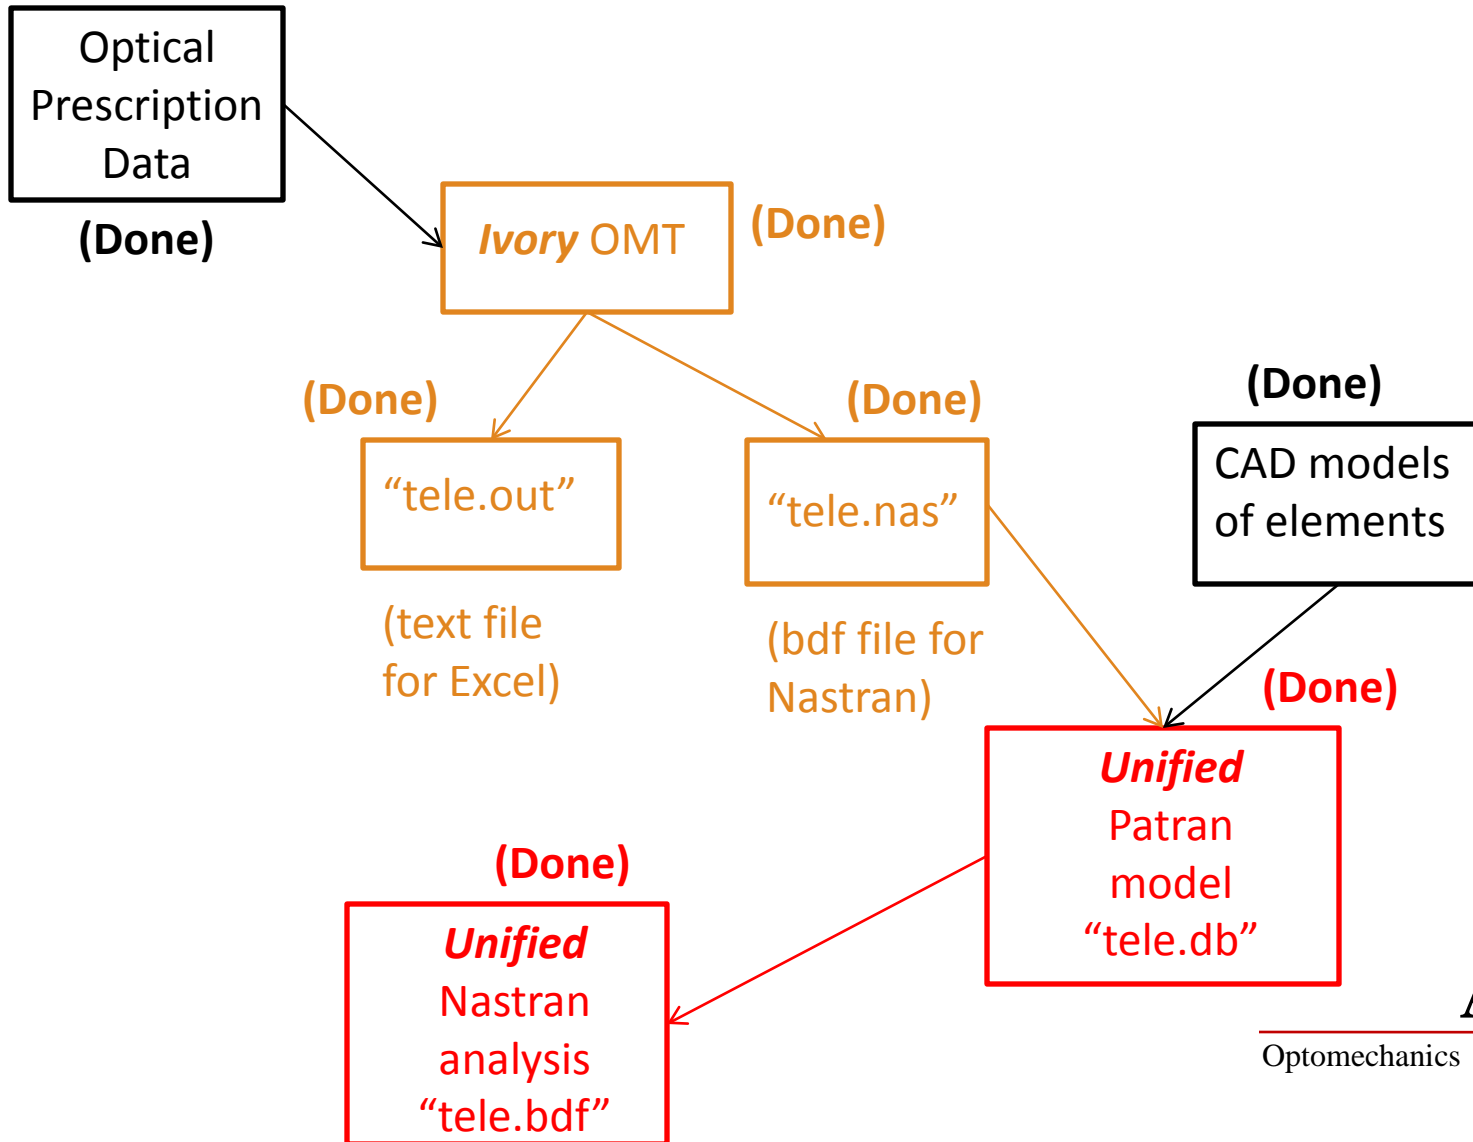 Optical
Prescription
Data
(Done)
Ivory OMT
(Done)
(Done)
“tele.out”
(text file
for Excel)
(Done)
“tele.nas”
(bdf file for
Nastran)
(Done)
CAD models
of elements
(Done)
Unified
Patran
model
“tele.db”
(Done)
Unified
Nastran
analysis
“tele.bdf”
Optomechanics